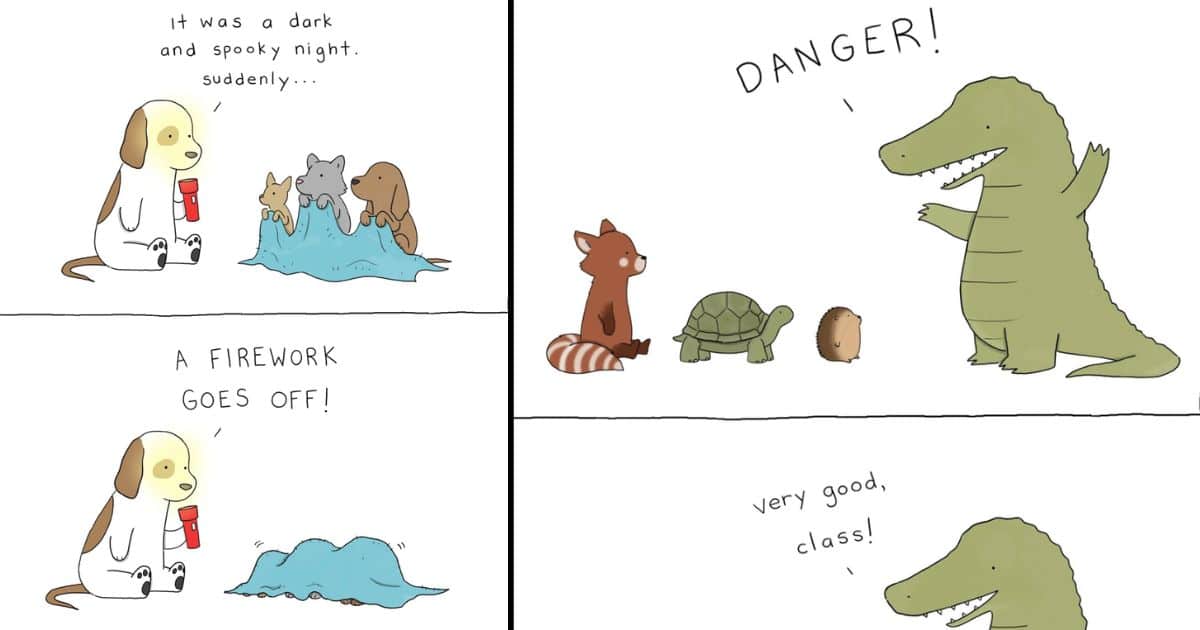 It was a dark
and spooky night.
suddenly...
A FIREWORK
GOES OFF!
DANGER!
very good,
class!